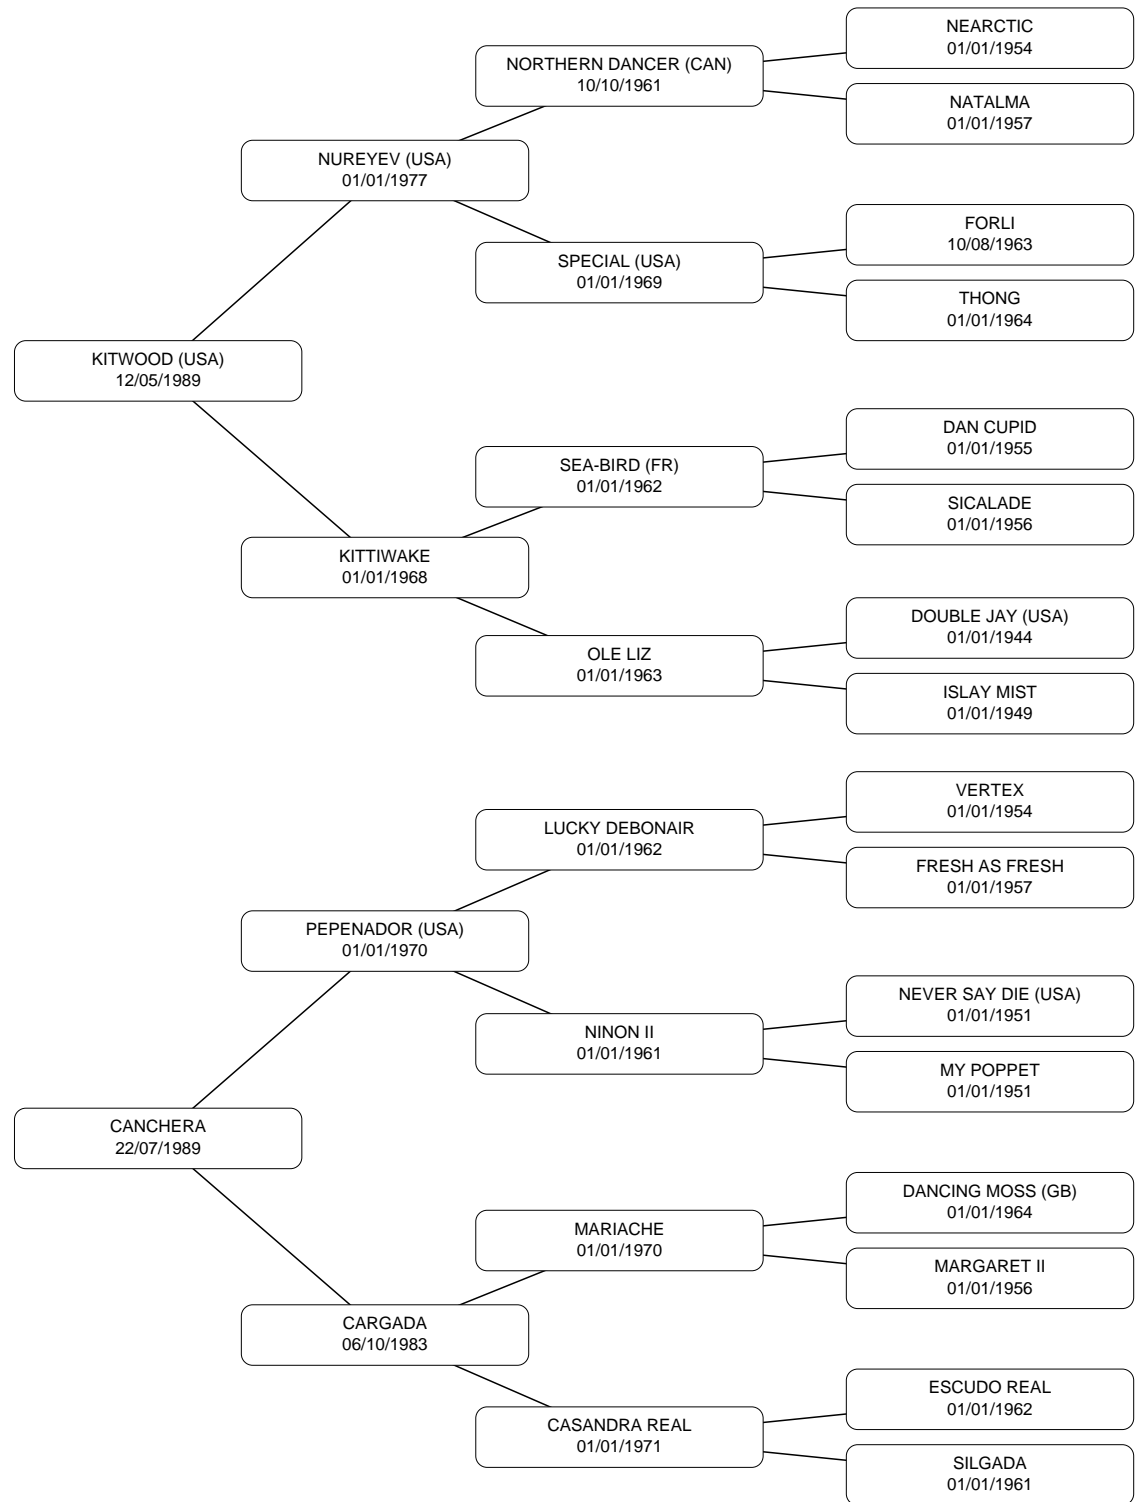 NEARCTIC
01/01/1954
NORTHERN DANCER (CAN)
10/10/1961
NATALMA
01/01/1957
NUREYEV (USA)
01/01/1977
FORLI
10/08/1963
SPECIAL (USA)
01/01/1969
THONG
01/01/1964
KITWOOD (USA)
12/05/1989
DAN CUPID
01/01/1955
SEA-BIRD (FR)
01/01/1962
SICALADE
01/01/1956
KITTIWAKE
01/01/1968
DOUBLE JAY (USA)
01/01/1944
OLE LIZ
01/01/1963
ISLAY MIST
01/01/1949
VERTEX
01/01/1954
LUCKY DEBONAIR
01/01/1962
FRESH AS FRESH
01/01/1957
PEPENADOR (USA)
01/01/1970
NEVER SAY DIE (USA)
01/01/1951
NINON II
01/01/1961
MY POPPET
01/01/1951
CANCHERA
22/07/1989
DANCING MOSS (GB)
01/01/1964
MARIACHE
01/01/1970
MARGARET II
01/01/1956
CARGADA
06/10/1983
ESCUDO REAL
01/01/1962
CASANDRA REAL
01/01/1971
SILGADA
01/01/1961